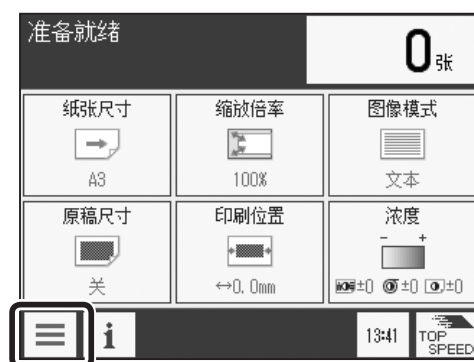 准备就绪
0张
纸张尺寸 缩放倍率 图像模式
A3 100% 文本
原稿尺寸 印刷位置 浓度
- +
关 ↔0.0mm ±0 ±0 ±0
i 13:41 TOP SPEED